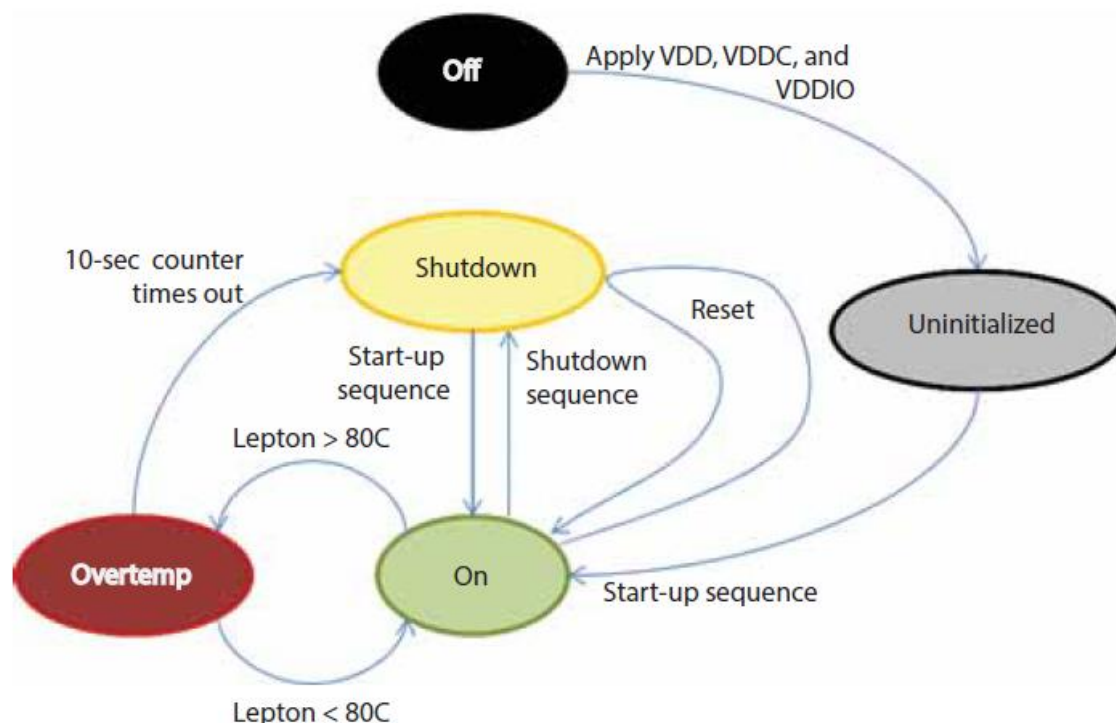 Off
Apply VDD, VDDC, and
VDDIO
10-sec counter
times out
Shutdown
Reset
Uninitialized
Start-up
sequence
Shutdown
sequence
Lepton > 80C
Overtemp
On
Start-up sequence
Lepton < 80C